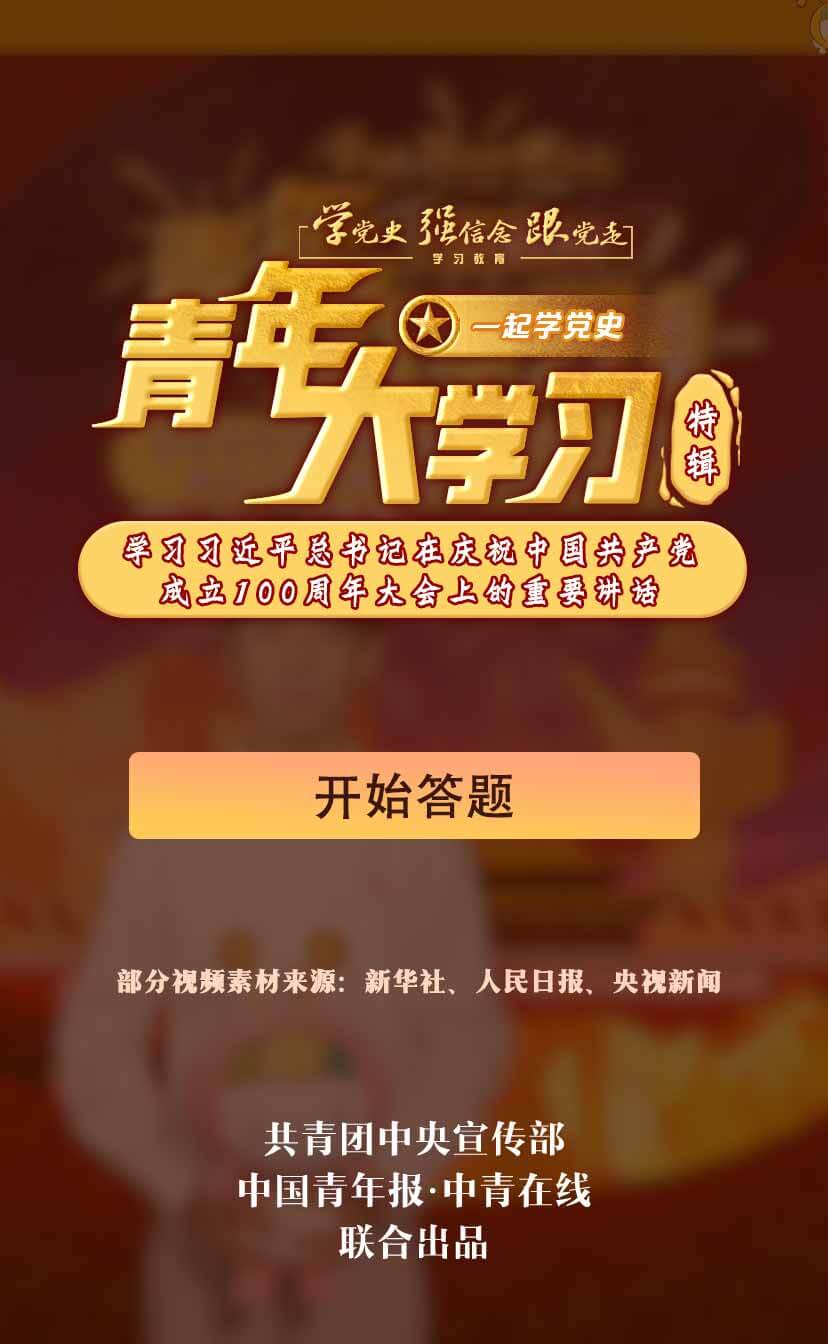 学党史 强信念 跟党走
学习教育
青年大学习
一起学党史
特辑
学习习近平总书记在庆祝中国共产党
成立100周年大会上的重要讲话
开始答题
部分视频素材来源：新华社、人民日报、央视新闻
共青团中央宣传部
中国青年报·中青在线
联合出品